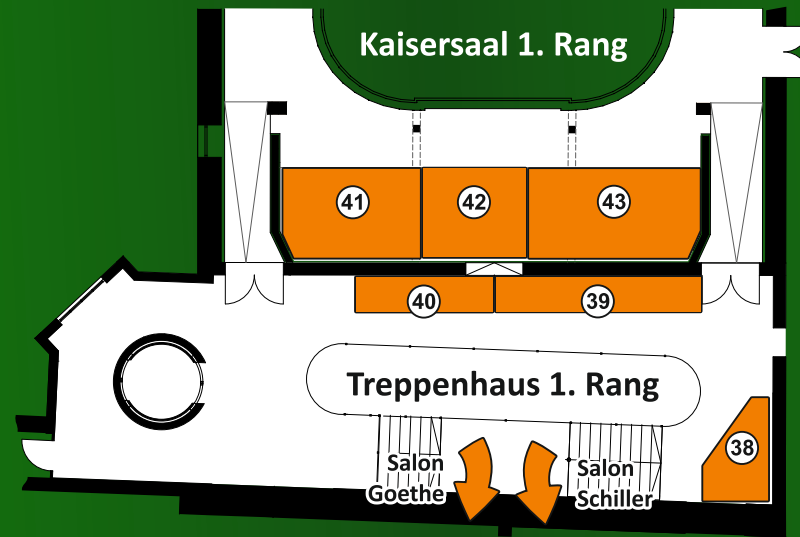 Kaisersaal 1. Rang
41
42
43
40
39
Treppenhaus 1. Rang
38
Salon
Goethe
Salon
Schiller